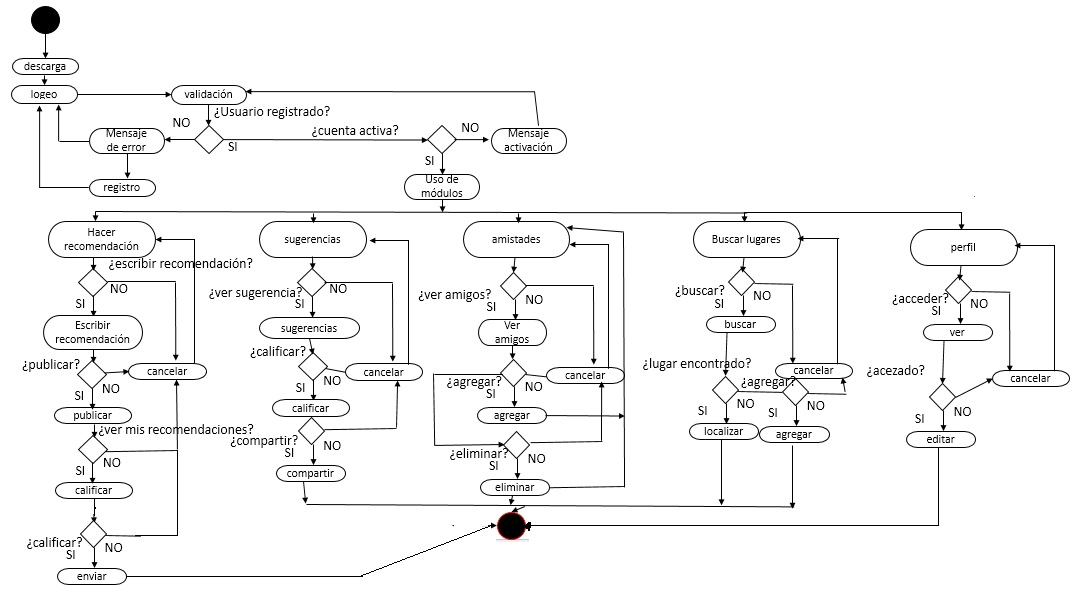 descarga
logeo
validación
¿Usuario registrado?
NO
SI
Mensaje
de error
registro
¿cuenta activa?
NO
SI
Mensaje
activación
Uso de
módulos
Hacer
recomendación
¿escribir recomendación?
NO
SI
Escribir
recomendación
¿publicar?
NO
SI
cancelar
publicar
¿ver mis recomendaciones?
NO
SI
calificar
¿calificar?
NO
SI
enviar
sugerencias
¿ver sugerencia?
NO
SI
sugerencias
¿calificar?
NO
SI
cancelar
calificar
¿compartir?
NO
SI
compartir
amistades
¿ver amigos?
NO
SI
Ver
amigos
¿agregar?
NO
SI
cancelar
agregar
¿eliminar?
NO
SI
eliminar
Buscar lugares
¿buscar?
NO
SI
buscar
¿lugar encontrado?
NO
SI
cancelar
¿agregar?
NO
SI
localizar
agregar
perfil
¿acceder?
NO
SI
ver
¿acezado?
NO
SI
cancelar
editar